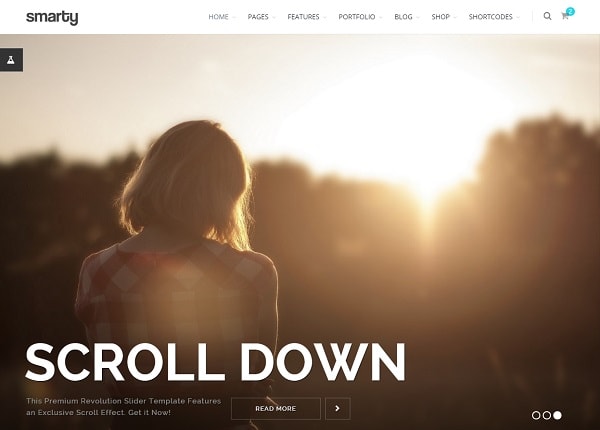 smarty
HOME PAGES FEATURES PORTFOLIO BLOG SHOP SHORTCODES
2
SCROLL DOWN
This Premium Revolution Slider Template Features
an Exclusive Scroll Effect. Get it Now!
READ MORE